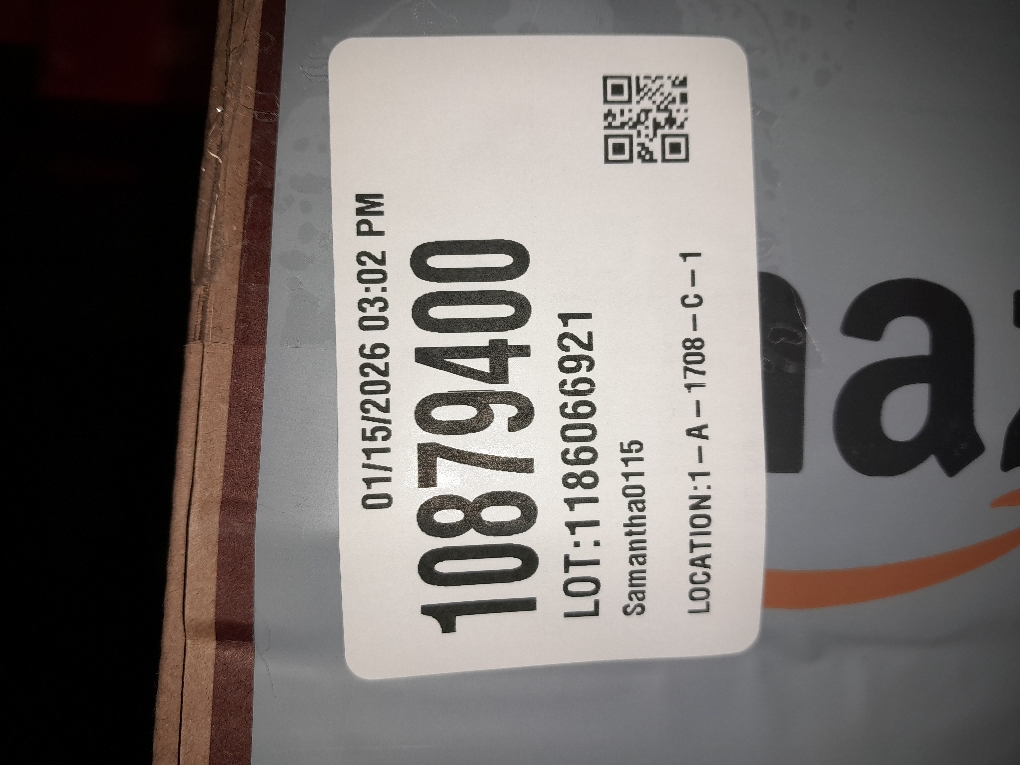 01/15/2026 03:02 PM
10879400
LOT:1186066921
Samantha0115
LOCATION:1-A-1708-C-1